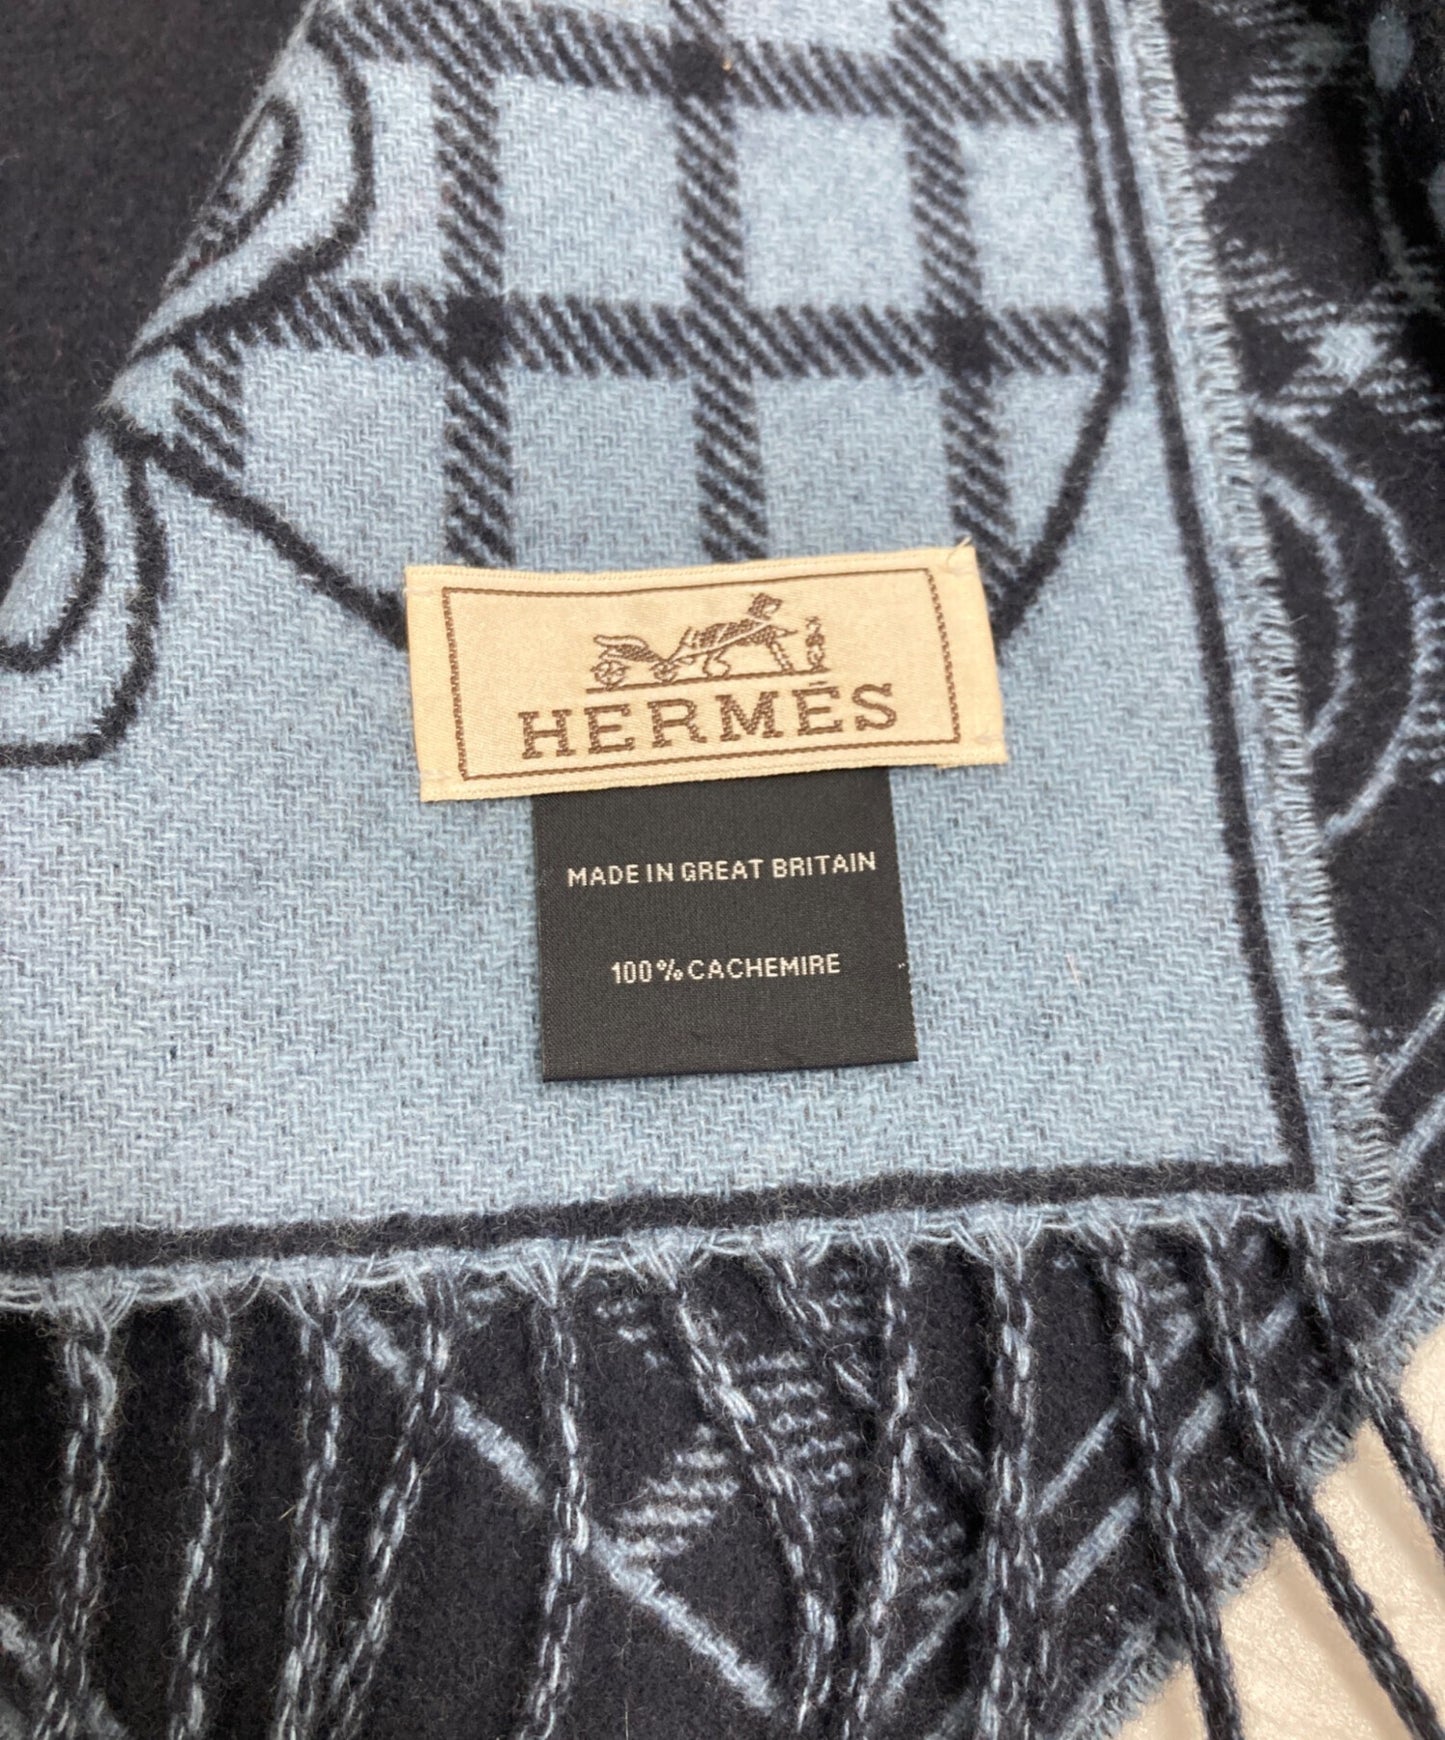 HERMÈS
MADE IN GREAT BRITAIN
100% CACHEMIRE